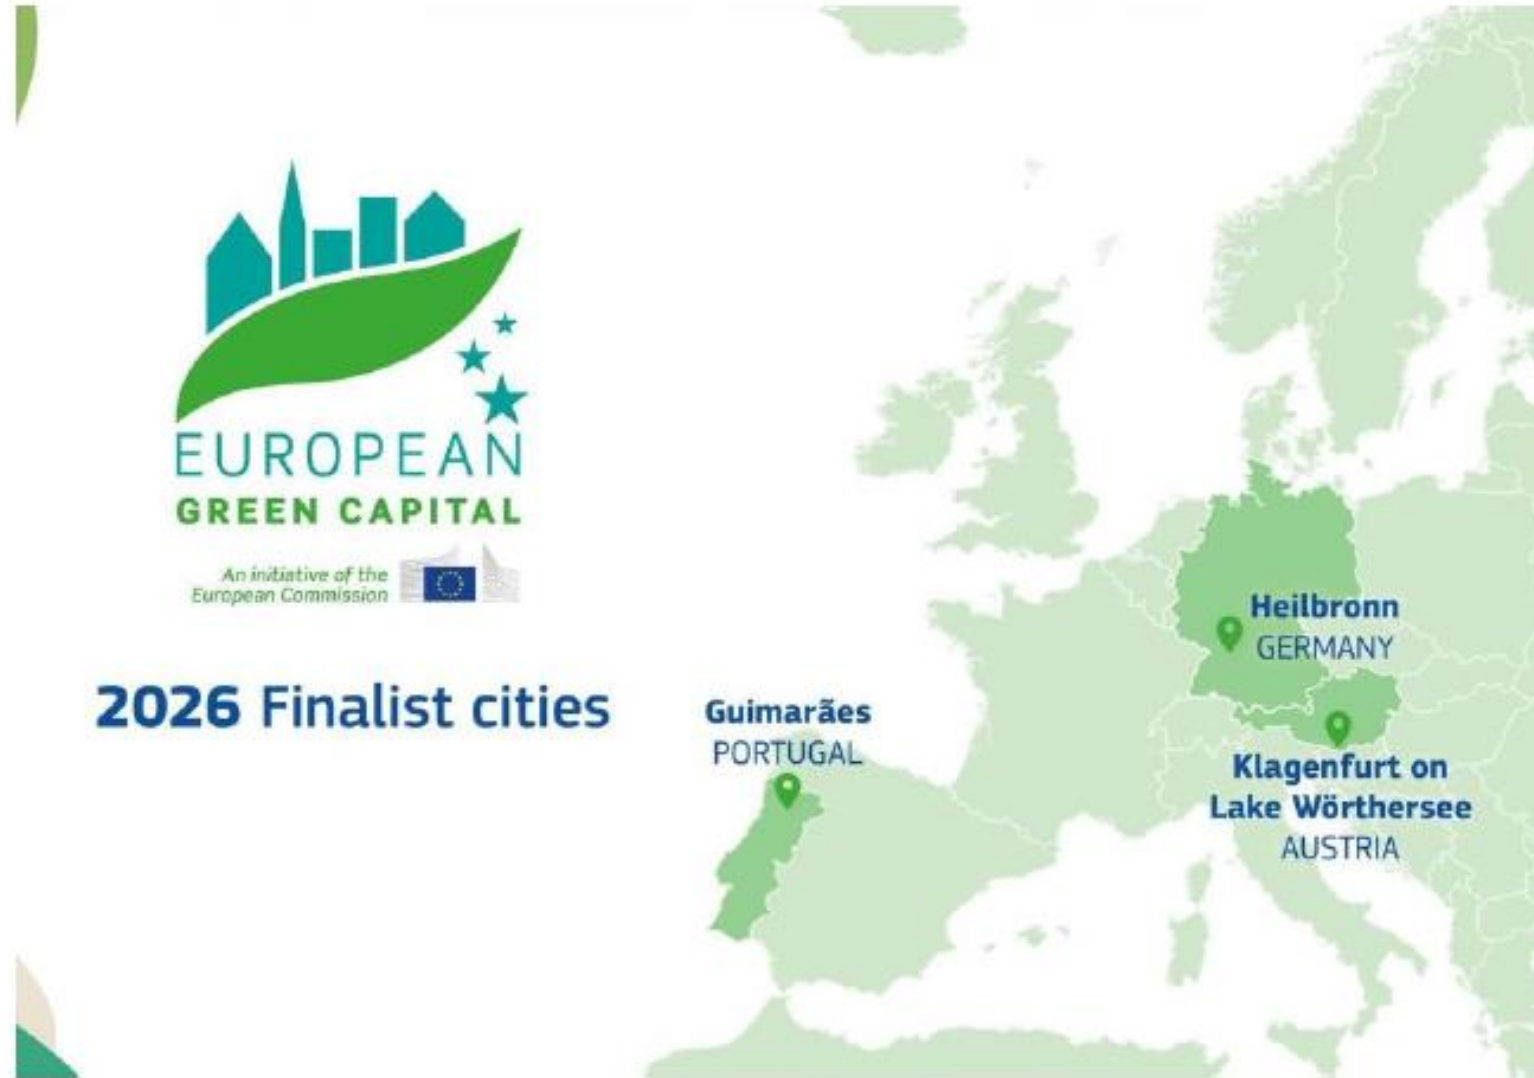 EUROPEAN
GREEN CAPITAL
An initiative of the
European Commission
2026 Finalist cities
Heilbronn
GERMANY
Guimarães
PORTUGAL
Klagenfurt on
Lake Wörthersee
AUSTRIA